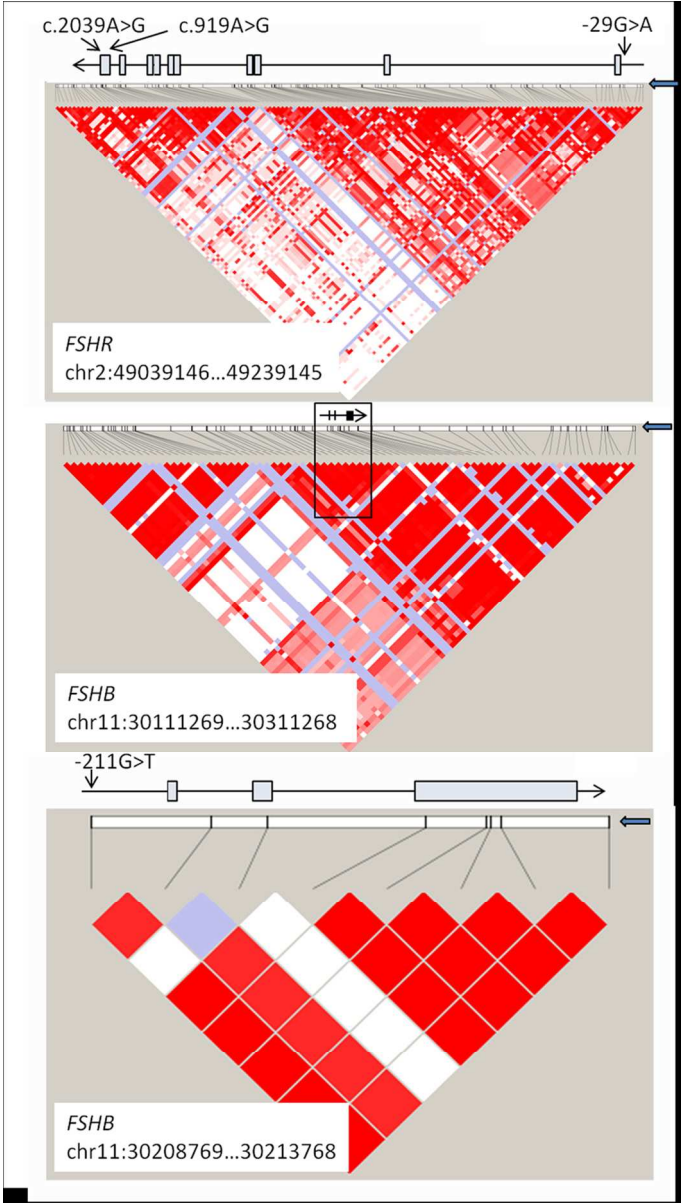 c.2039A>G c.919A>G -29G>A
FSHR
chr2:49039146...49239145
FSHB
chr11:30111269...30311268
-211G>T
FSHB
chr11:30208769...30213768